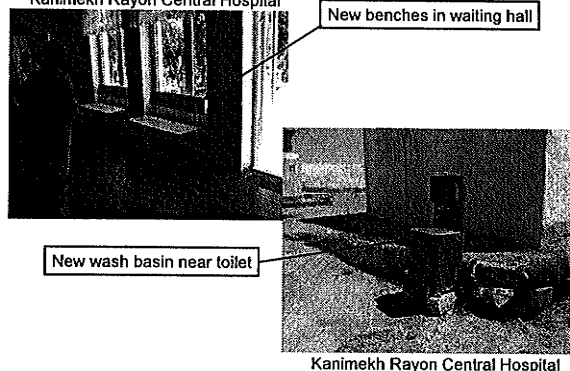 Kanimekh Rayon Central Hospital
New benches in waiting hall
New wash basin near toilet
Kanimekh Rayon Central Hospital